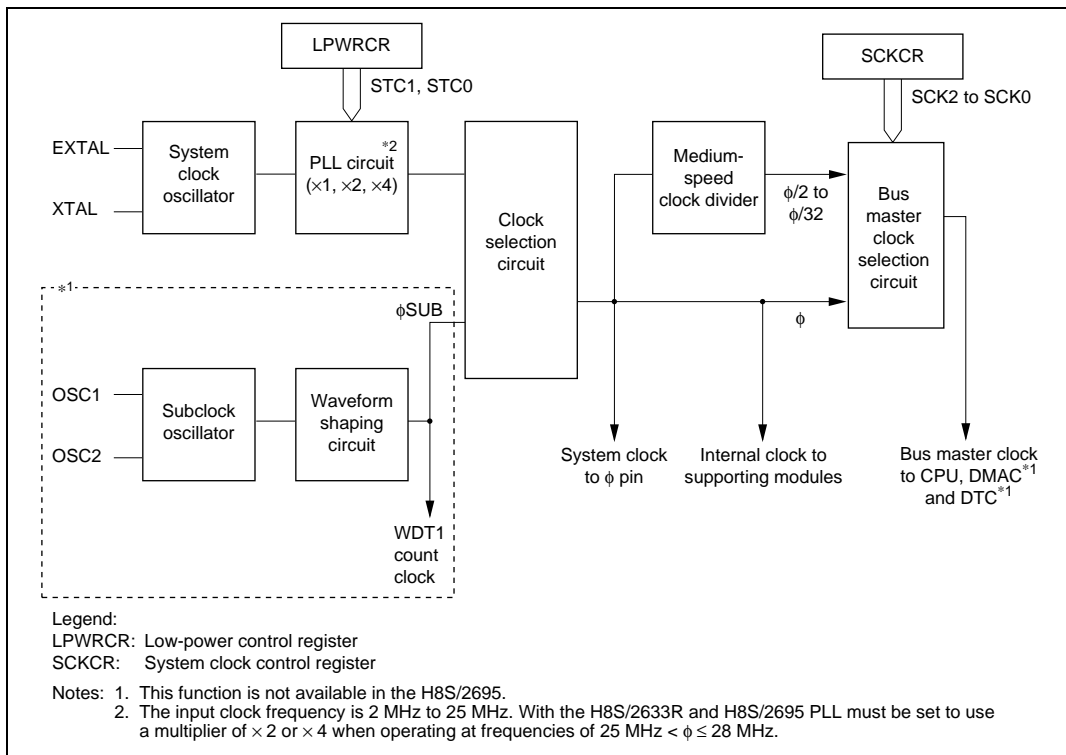 LPWRCR
STC1, STC0
SCKCR
SCK2 to SCK0
EXTAL
XTAL
System
clock
oscillator
*2
PLL circuit
(×1, ×2, ×4)
Clock
selection
circuit
Medium-
speed
clock divider
ϕ/2 to
ϕ/32
Bus
master
clock
selection
circuit
ϕ
*1
ϕSUB
OSC1
OSC2
Subclock
oscillator
Waveform
shaping
circuit
WDT1
count
clock
System clock
to ϕ pin
Internal clock to
supporting modules
Bus master clock
to CPU, DMAC*1
and DTC*1
Legend:
LPWRCR: Low-power control register
SCKCR: System clock control register
Notes: 1. This function is not available in the H8S/2695.
2. The input clock frequency is 2 MHz to 25 MHz. With the H8S/2633R and H8S/2695 PLL must be set to use
a multiplier of × 2 or × 4 when operating at frequencies of 25 MHz < ϕ ≤ 28 MHz.